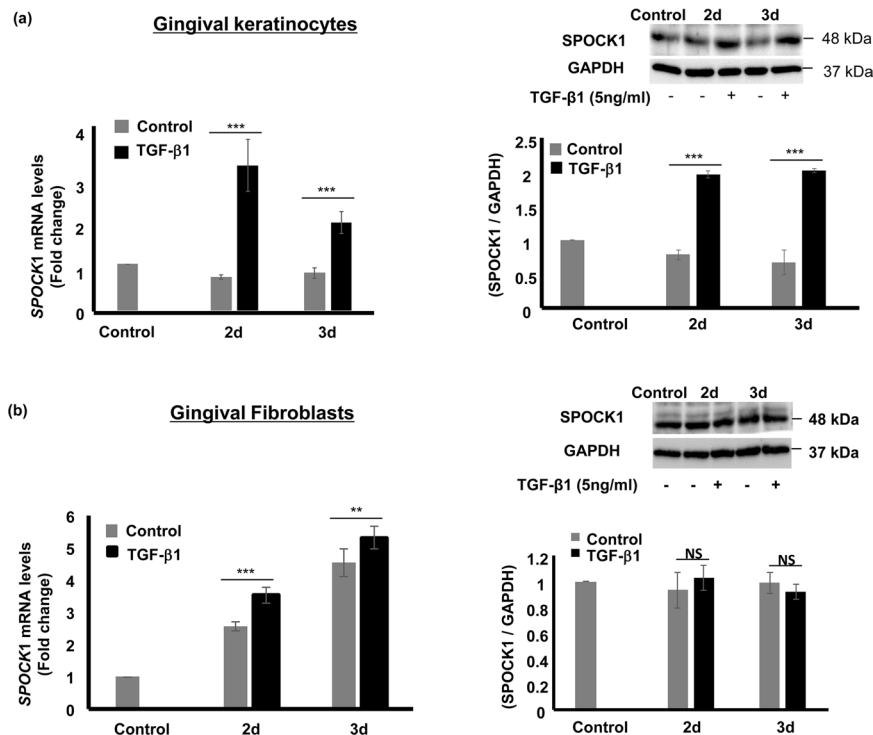 (a)
Gingival keratinocytes
Control 2d 3d
SPOCK1
48 kDa
GAPDH
37 kDa
TGF-β1 (5ng/ml) - - + - +
SPOCK1 mRNA levels
(Fold change)
4
3
2
1
0
Control
TGF-β1
***
***
Control 2d 3d
(SPOCK1 / GAPDH)
2.5
2
1.5
1
0.5
0
Control
TGF-β1
***
***
Control 2d 3d
(b)
Gingival Fibroblasts
Control 2d 3d
SPOCK1
48 kDa
GAPDH
37 kDa
TGF-β1 (5ng/ml) - - + - +
SPOCK1 mRNA levels
(Fold change)
6
5
4
3
2
1
0
Control
TGF-β1
***
**
Control 2d 3d
(SPOCK1 / GAPDH)
1.2
1
0.8
0.6
0.4
0.2
0
Control
TGF-β1
NS
NS
Control 2d 3d